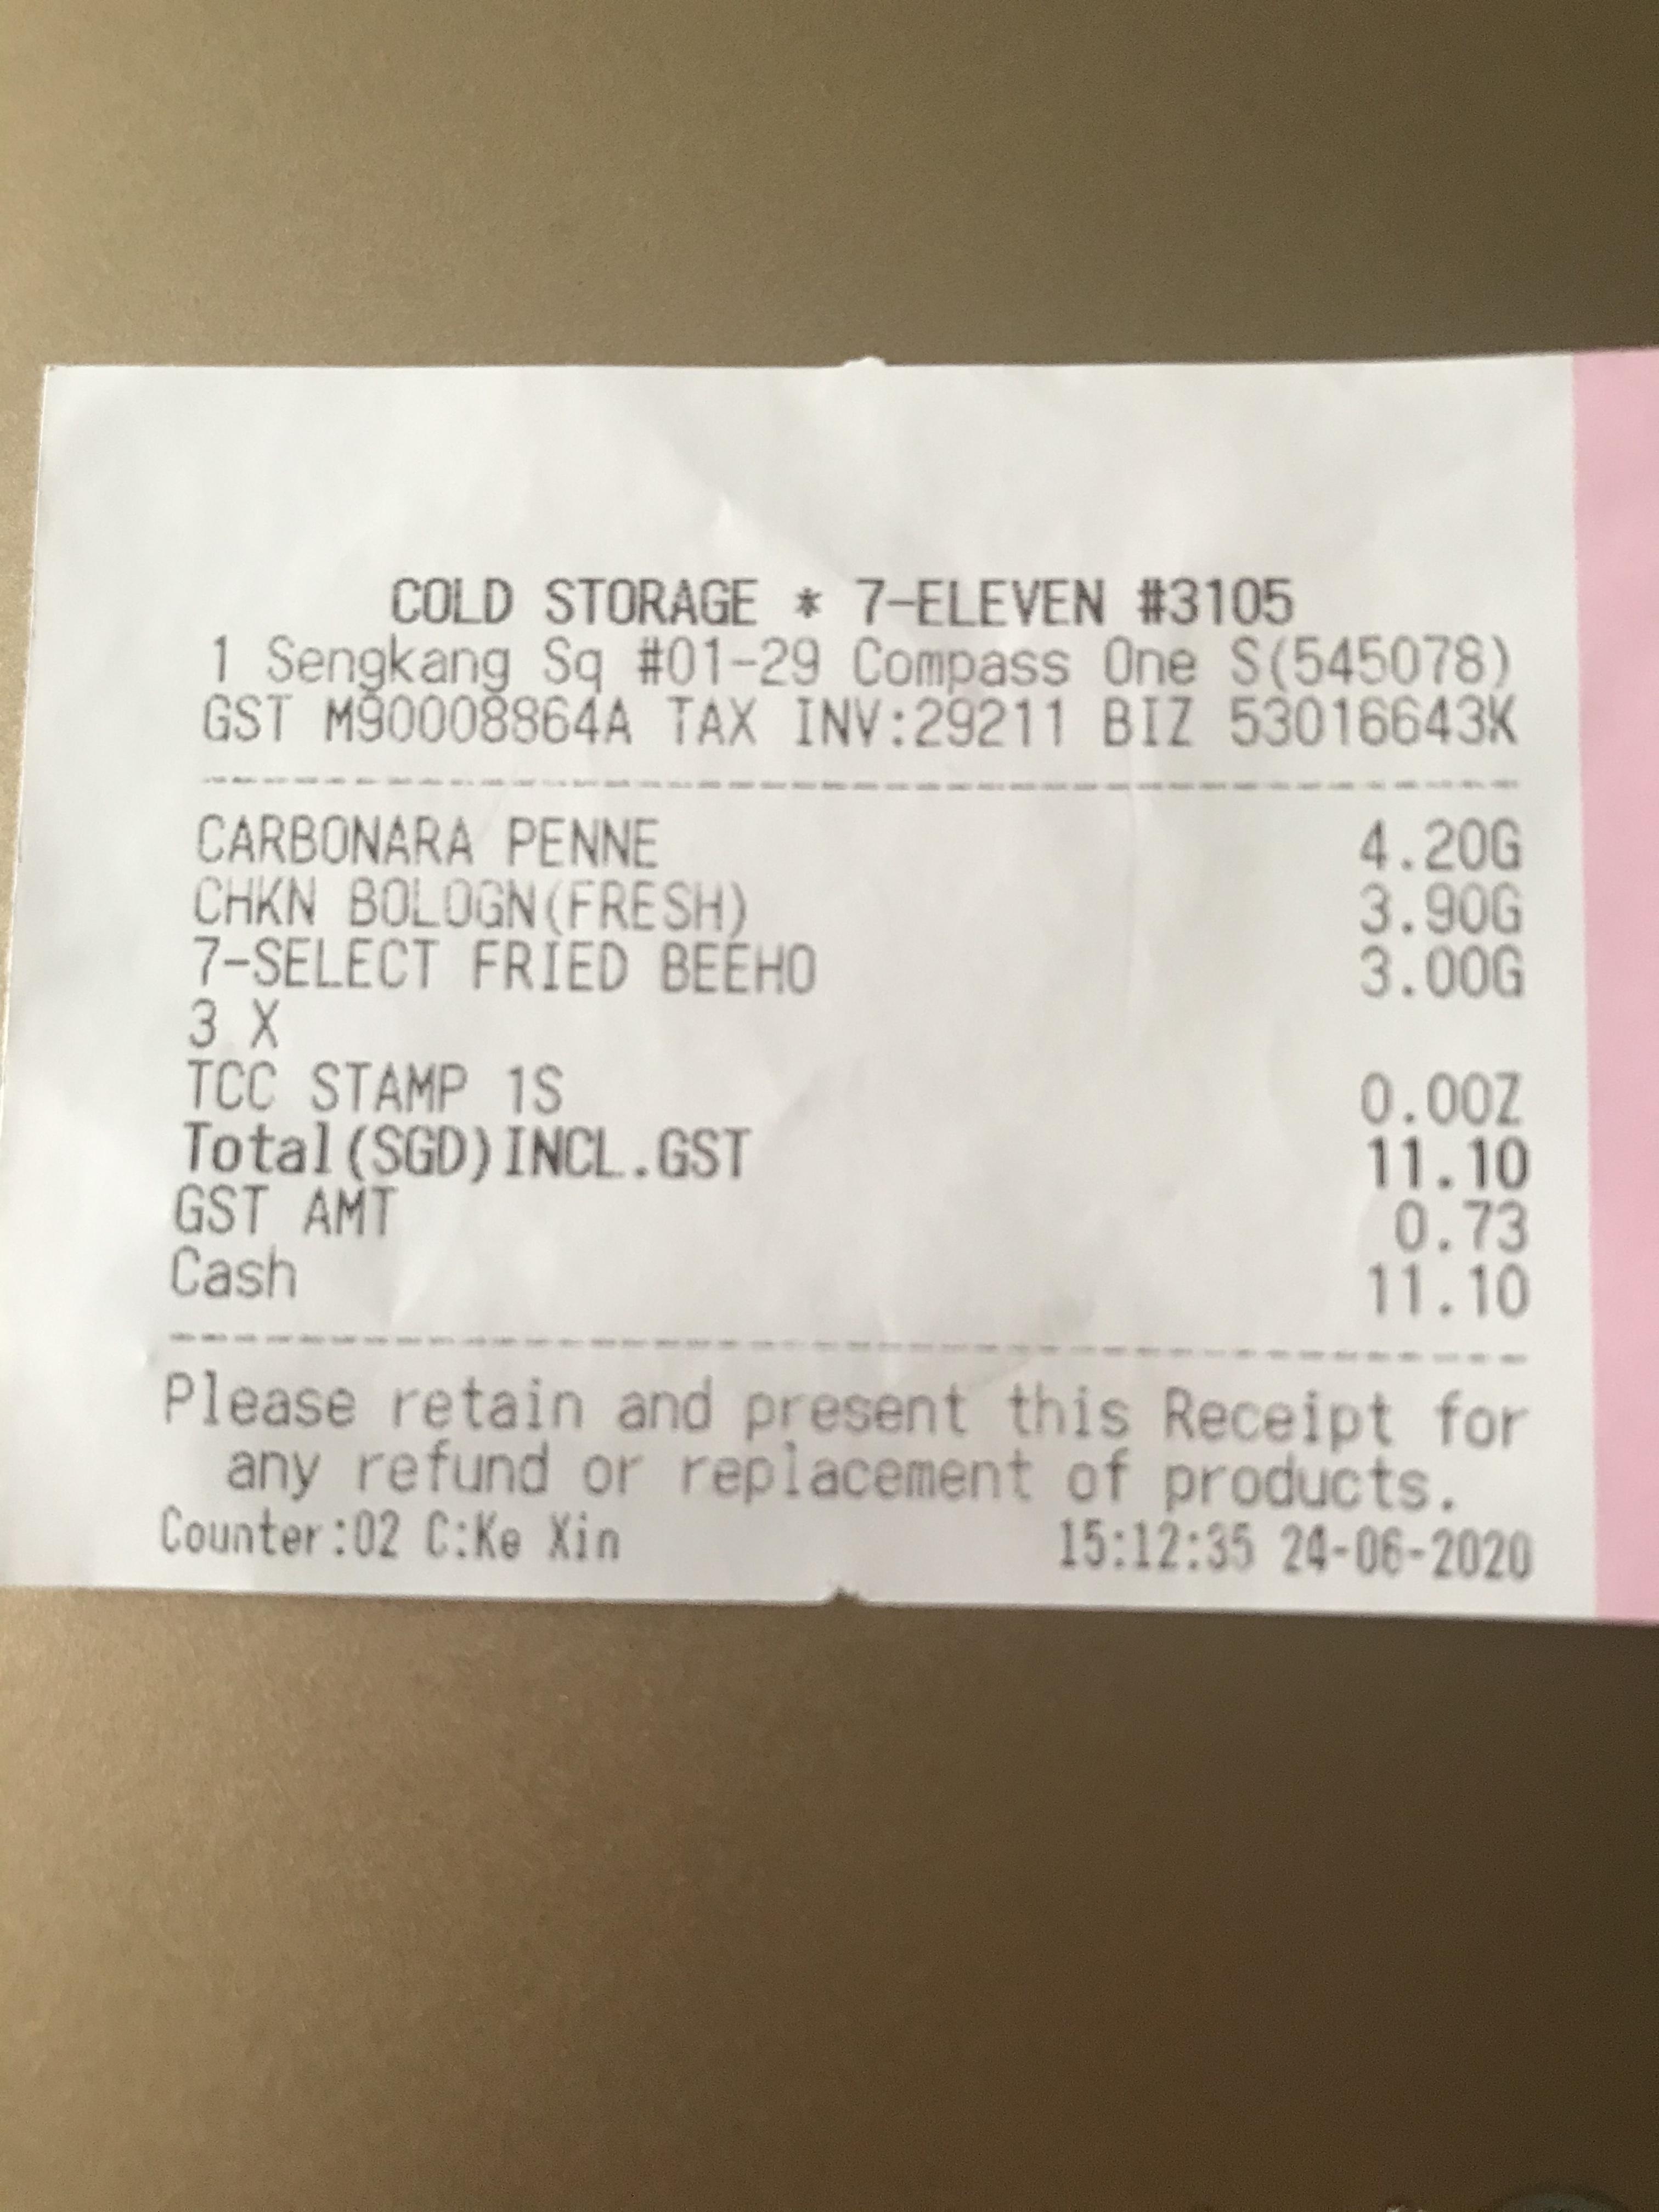 COLD STORAGE * 7-ELEVEN #3105
1 Sengkang Sq #01-29 Compass One S(545078)
GST M90008864A TAX INV:29211 BIZ 53016643K
CARBONARA PENNE 4.20G
CHKN BOLOGN(FRESH) 3.90G
7-SELECT FRIED BEEHO 3.00G
3 X
TCC STAMP 1S 0.00Z
Total(SGD)INCL.GST 11.10
GST AMT 0.73
Cash 11.10
Please retain and present this Receipt for
any refund or replacement of products.
Counter:02 C:Ke Xin 15:12:35 24-06-2020